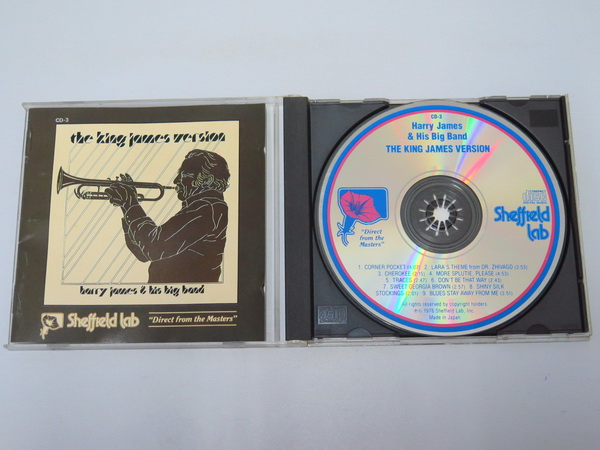 CD-3
the king james version
harry james & his big band
Sheffield Lab
"Direct from the Masters"
CD-3
Harry James
& His Big Band
THE KING JAMES VERSION
"Direct
from the
Masters"
Sheffield
Lab
1. CORNER POCKET 2. LARA'S THEME from DR. ZHIVAGO
3. CHEROKEE 4. MORE SPLUTIE, PLEASE
5. TRACES 6. DON'T BE THAT WAY
7. SWEET GEORGIA BROWN 8. SHINY SILK
STOCKINGS 9. BLUES STAY AWAY FROM ME
All rights reserved by copyright holders
1976 Sheffield Lab, Inc.
Made in Japan